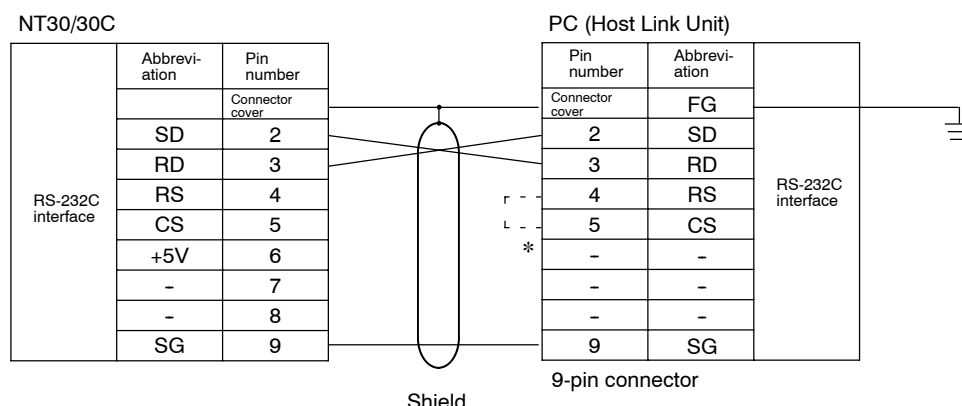 NT30/30C
PC (Host Link Unit)
Abbrevi-
ation
Pin
number
Connector
cover
SD 2
RD 3
RS 4
CS 5
+5V 6
- 7
- 8
SG 9
RS-232C
interface
Pin
number
Abbrevi-
ation
Connector
cover
FG
2 SD
3 RD
4 RS
5 CS
- -
- -
- -
9 SG
RS-232C
interface
*
9-pin connector
Shield